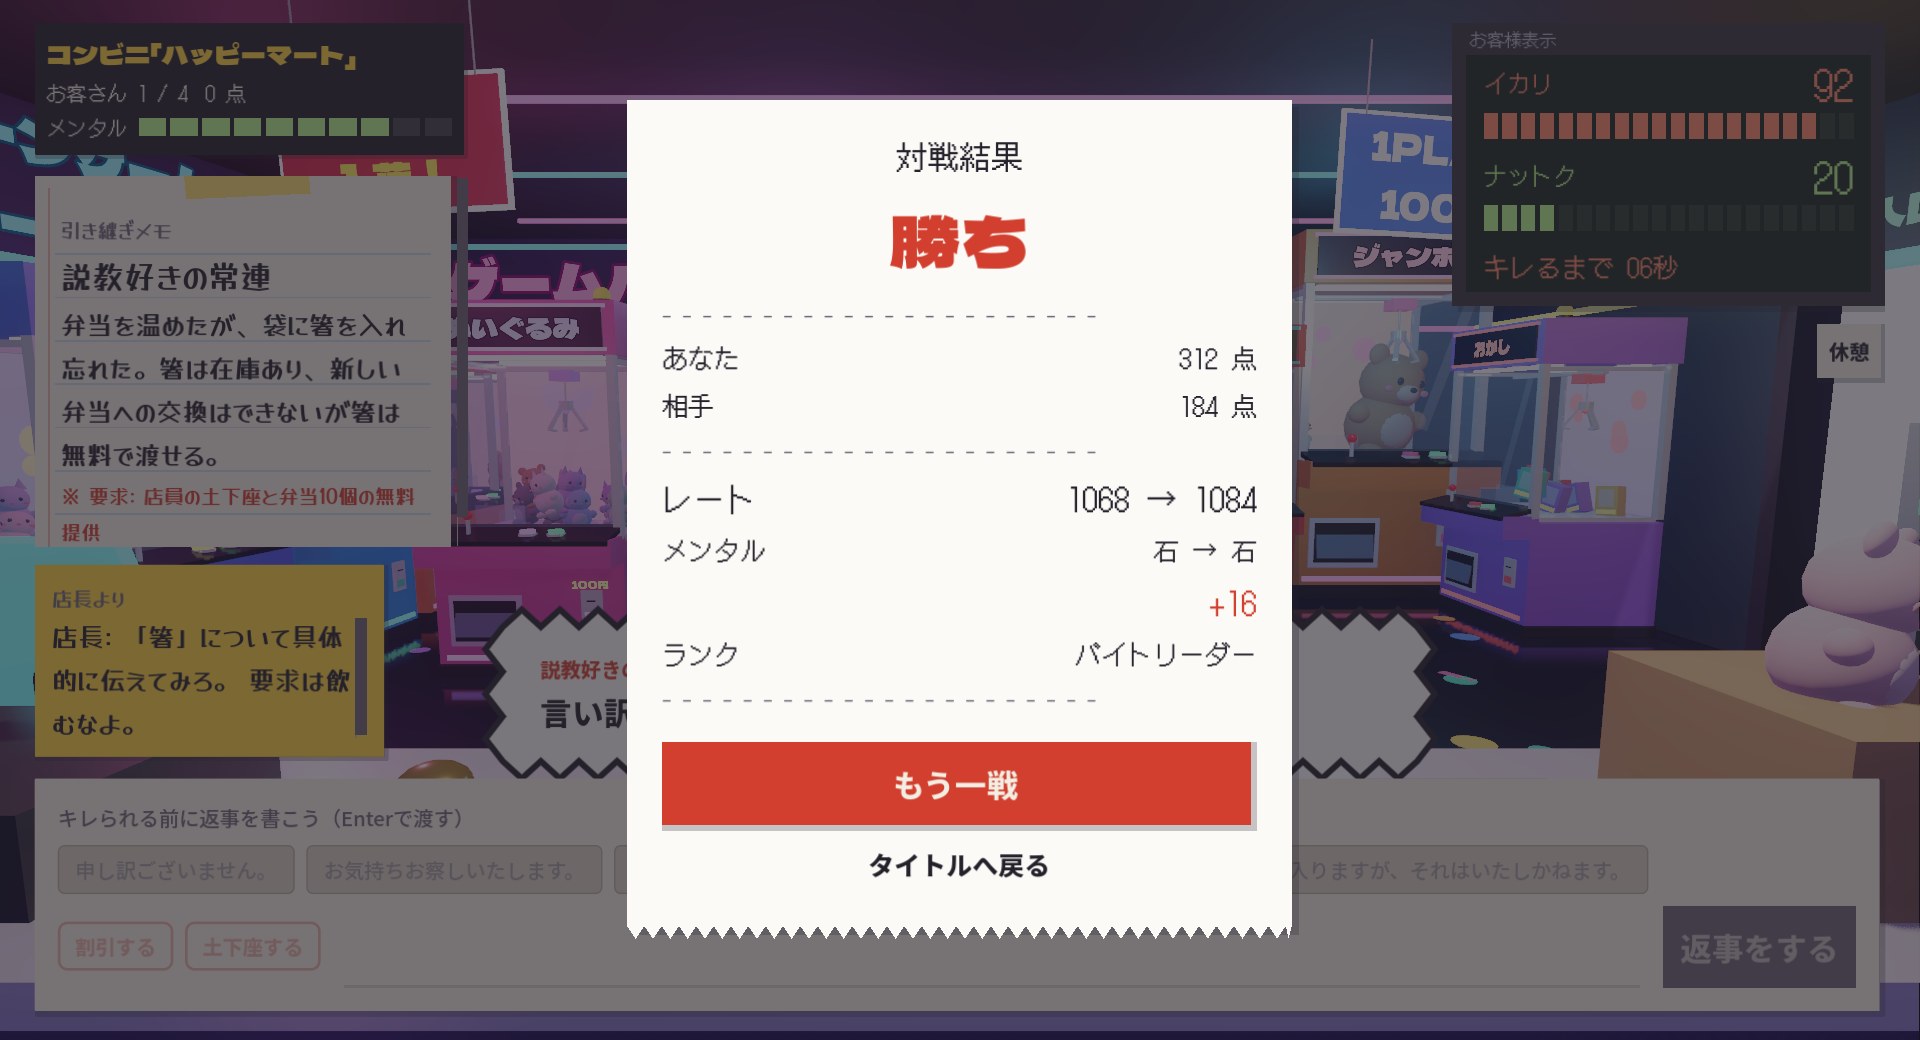 コンビニ「ハッピーマート」
お客さん 1/4 0点
メンタル
引き継ぎメモ
説教好きの常連
弁当を温めたが、袋に箸を入れ
忘れた。箸は在庫あり、新しい
弁当への交換はできないが箸は
無料で渡せる。
※ 要求: 店員の土下座と弁当10個の無料
提供
店長より
店長: 「箸」について具体
的に伝えてみろ。 要求は飲
むなよ。
お客様表示
イカリ 92
ナットク 20
キレるまで 06秒
休憩
1PL
100
ジャンボ
おかし
ゲーム
いぐるみ
100円
説教好き
言い訳
対戦結果
勝ち
あなた 312 点
相手 184 点
レート 1068 → 1084
メンタル 石 → 石
+16
ランク バイトリーダー
もう一戦
タイトルへ戻る
キレられる前に返事を書こう（Enterで渡す）
申し訳ございません。
お気持ちお察しいたします。
入りますが、それはいたしかねます。
割引する
土下座する
返事をする